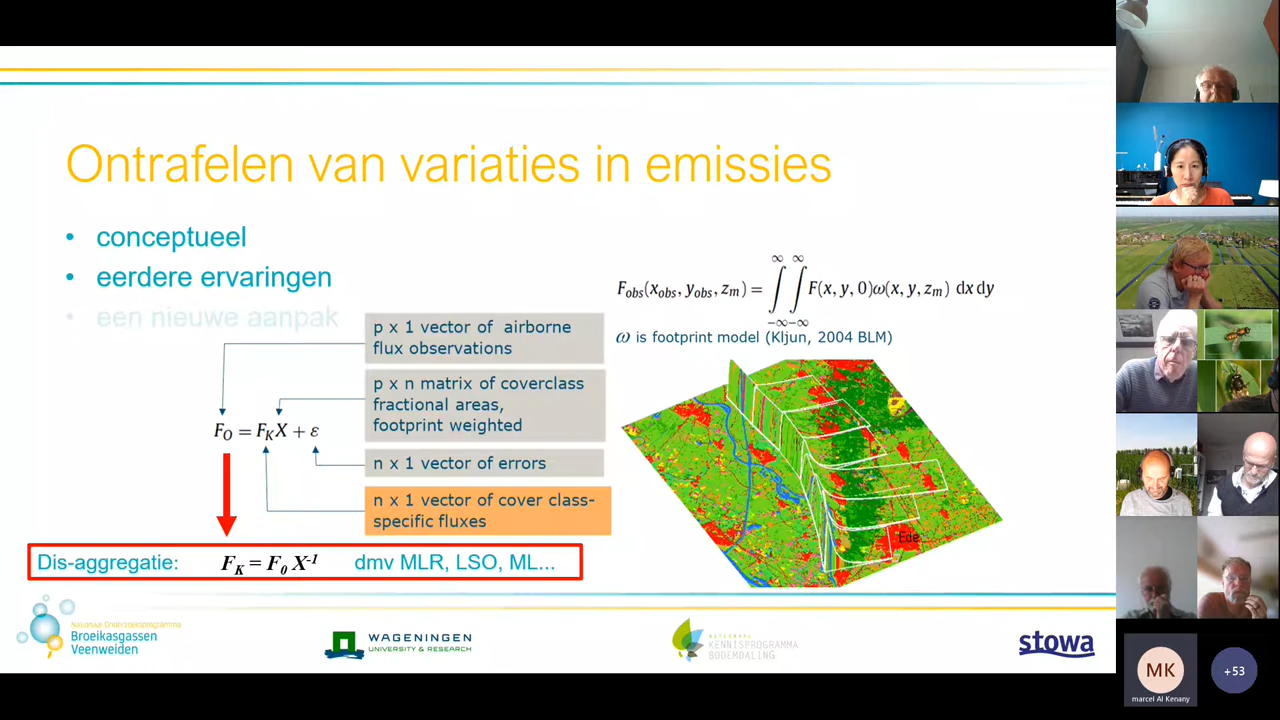 Ontrafelen van variaties in emissies
• conceptueel
• eerdere ervaringen
• een nieuwe aanpak
p x 1 vector of airborne
flux observations
p x n matrix of coverclass
fractional areas,
footprint weighted
F_O = F_K X + ε
n x 1 vector of errors
n x 1 vector of cover class-
specific fluxes
Dis-aggregatie: F_K = F_0 X^-1 dmv MLR, LSO, ML...
F_obs(x_obs, y_obs, z_m) = ∫_{-∞}^{∞} ∫_{-∞}^{∞} F(x, y, 0)ω(x, y, z_m) dx dy
ω is footprint model (Kljun, 2004 BLM)
Ede
Nationaal Onderzoeksprogramma
Broeikasgassen
Veenweiden
WAGENINGEN
UNIVERSITY & RESEARCH
NATIONAAL
KENNISPROGRAMMA
BODEMDALING
stowa
MK
marcel Al Kenany
+53